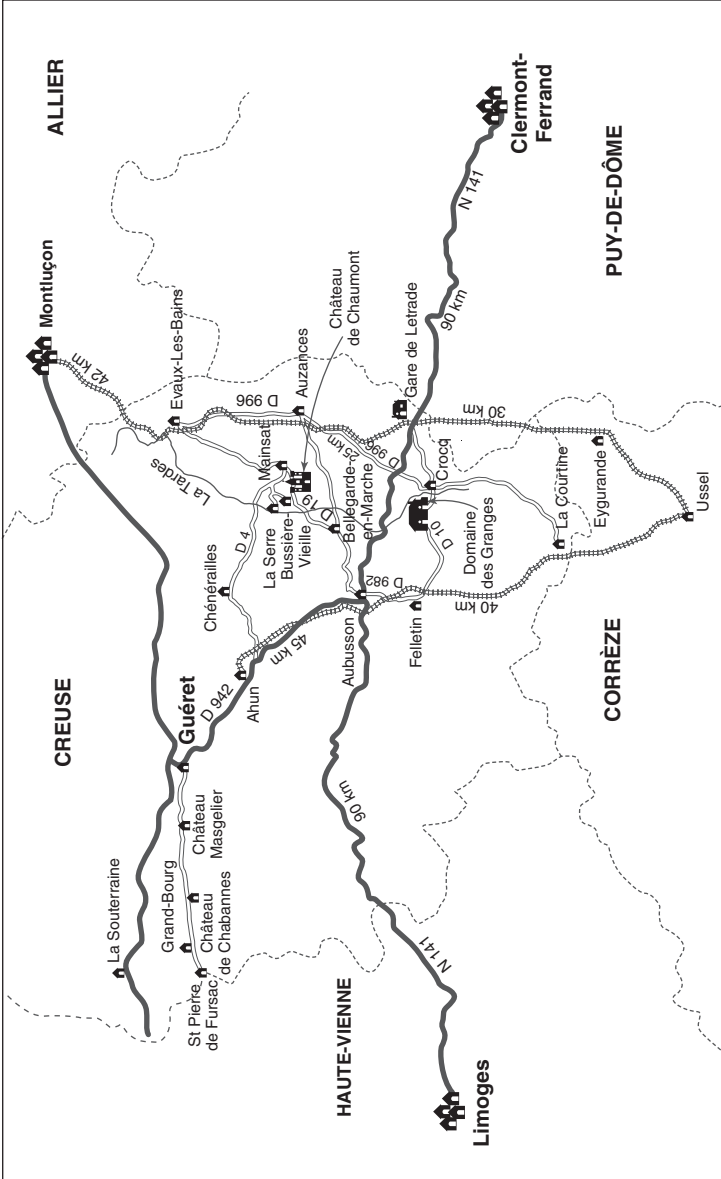 ALLIER
Montluçon
42 km
Evaux-Les-Bains
D 996
Auzances
Château
de Chaumont
La Tardes
Mainsat
D 19
La Serre
Bussière-
Vieille
D 4
Chénérailles
Bellegarde-
en-Marche
D 996
25km
CREUSE
Guéret
D 942
Ahun
45 km
Aubusson
D 982
La Souterraine
Grand-Bourg
Château
Masgelier
Château
de Chabannes
St Pierre
de Fursac
Clermont-
Ferrand
N 141
90 km
PUY-DE-DÔME
Gare de Letrade
30 km
Crocq
D 10
Domaine
des Granges
Felletin
La Courtine
Eygurande
40 km
Ussel
CORRÈZE
90 km
N 141
HAUTE-VIENNE
Limoges